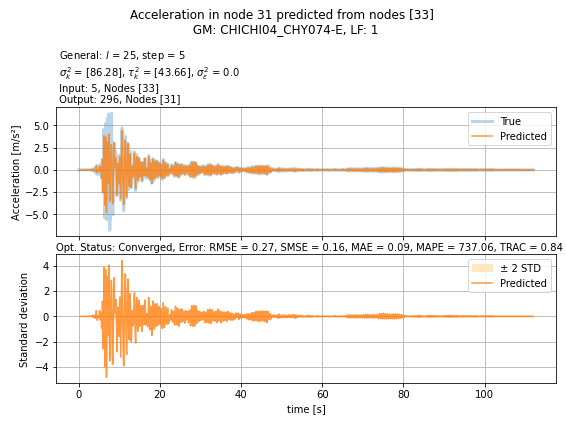 Acceleration in node 31 predicted from nodes [33]
GM: CHICHI04_CHY074-E, LF: 1
General: l = 25, step = 5
σ²ₖ = [86.28], τ²ₖ = [43.66], σ²ε = 0.0
Input: 5, Nodes [33]
Output: 296, Nodes [31]
Acceleration [m/s²]
5.0
2.5
0.0
−2.5
−5.0
True
Predicted
Opt. Status: Converged, Error: RMSE = 0.27, SMSE = 0.16, MAE = 0.09, MAPE = 737.06, TRAC = 0.84
Standard deviation
4
2
0
−2
−4
± 2 STD
Predicted
0 20 40 60 80 100
time [s]